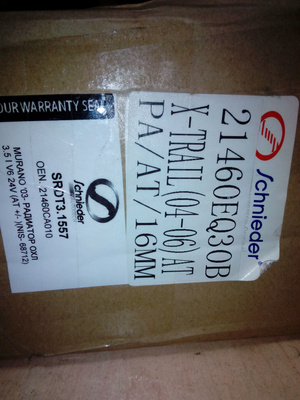 OUR WARRANTY SEAL
Schnieder
SRDT3.1557
OEN. 21460CA010
MURANO '03- РАДИАТОР ОХЛ
3.5 I V6 24V (AT +/- )(NIS- 68712)
Schnieder
21460EQ30B
X-TRAIL(04-06)AT
PA/AT/16MM